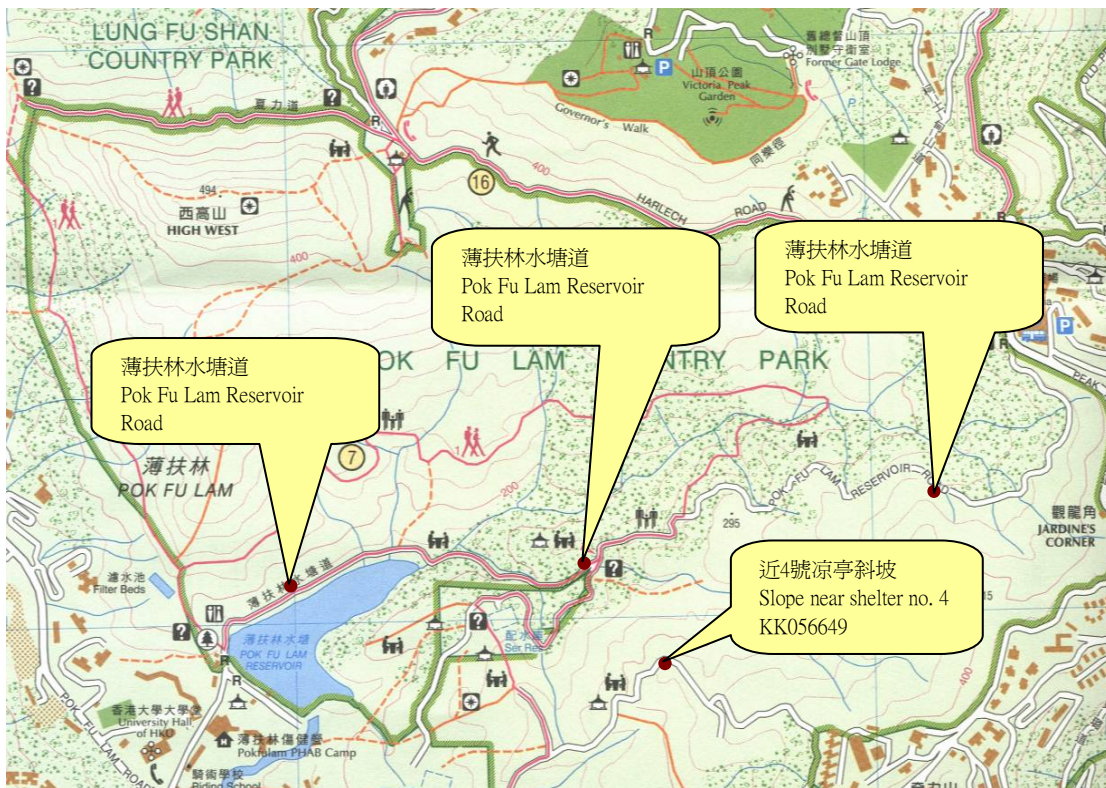 LUNG FU SHAN
COUNTRY PARK
夏力道
R
舊總督山頂
別墅守衛室
Former Gate Lodge
R
P
山頂公園
Victoria Peak
Garden
Governor's Walk
同樂徑
P
494
西高山
HIGH WEST
400
400
16
HARLECH ROAD
R
R
薄扶林水塘道
Pok Fu Lam Reservoir
Road
薄扶林水塘道
Pok Fu Lam Reservoir
Road
薄扶林水塘道
Pok Fu Lam Reservoir
Road
P
R
PEAK
OK FU LAM
NTRY PARK
7
1
200
薄扶林
POK FU LAM
POK FU LAM RESERVOIR ROAD
295
觀龍角
JARDINE'S
CORNER
近4號凉亭斜坡
Slope near shelter no. 4
KK056649
15
400
濾水池
Filter Beds
薄扶林水塘道
薄扶林水塘
POK FU LAM
RESERVOIR
配水庫
Ser Res
R
R
香港大學大學堂
University Hall
of HKU
POK FU LAM ROAD
薄扶林傷健營
Pokfulam PHAB Camp
騎術學校
Riding School